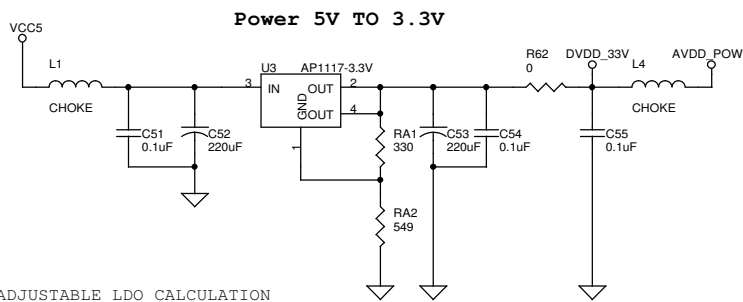 Power 5V TO 3.3V
VCC5
L1
CHOKE
C51
0.1uF
C52
220uF
U3
AP1117-3.3V
3
IN
OUT
2
GND
OUT
4
1
RA1
330
RA2
549
C53
220uF
C54
0.1uF
R62
0
DVDD_33V
C55
0.1uF
L4
CHOKE
AVDD_POW
ADJUSTABLE LDO CALCULATION